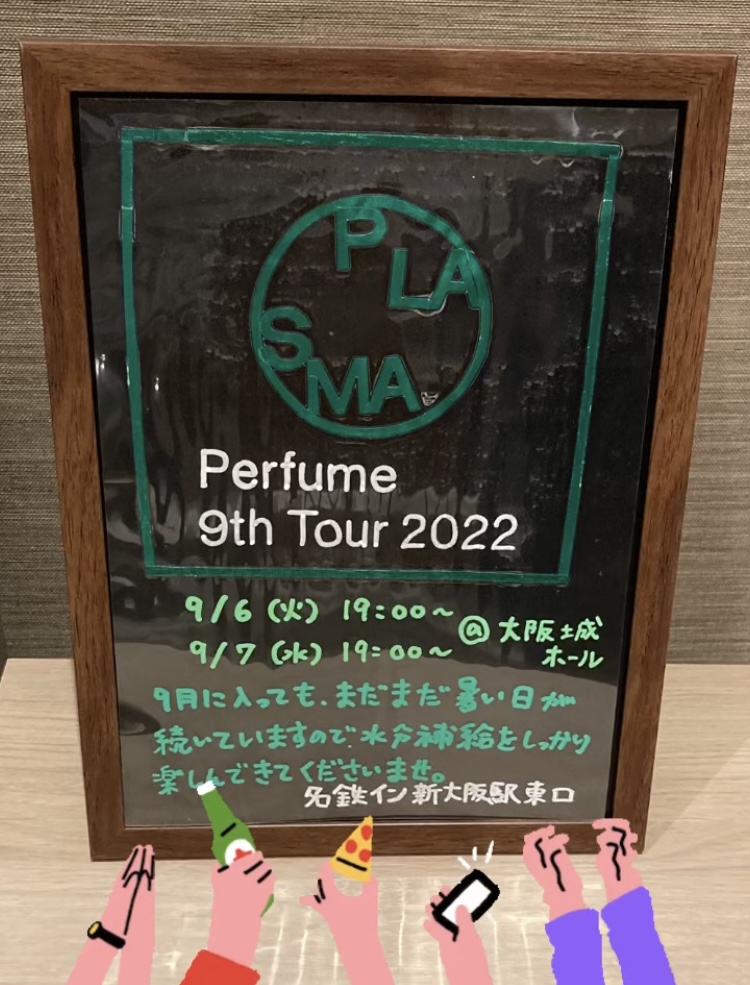 PLA
SMA
Perfume
9th Tour 2022
9/6 (火) 19:00〜
9/7 (水) 19:00〜
@大阪城
ホール
9月に入っても、まだまだ暑い日が
続いていますので水分補給をしっかり
楽しんできてくださいませ。
名鉄イン新大阪駅東口